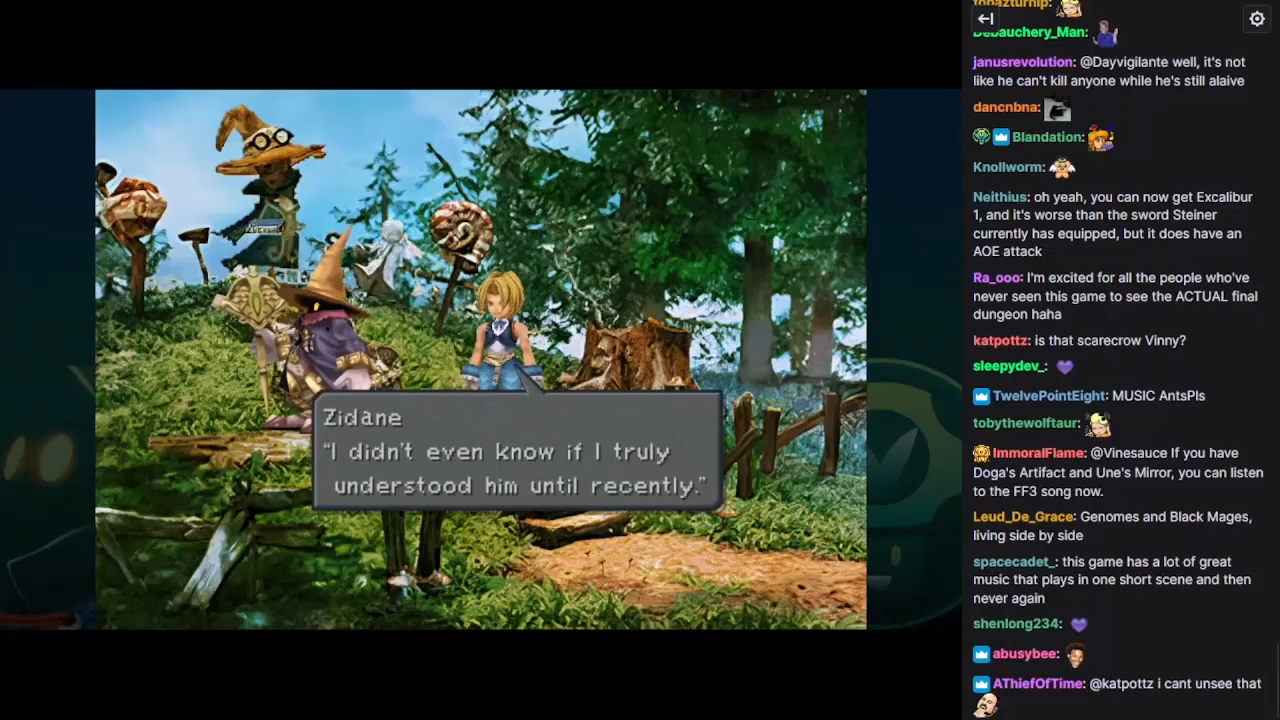 Zidane
“I didn't even know if I truly
understood him until recently.”
topazturnip:
Debauchery_Man:
janusrevolution: @Dayvigilante well, it's not
like he can't kill anyone while he's still alaive
dancnbna:
Blandation:
Knollworm:
Neithius: oh yeah, you can now get Excalibur
1, and it's worse than the sword Steiner
currently has equipped, but it does have an
AOE attack
Ra_ooo: I'm excited for all the people who've
never seen this game to see the ACTUAL final
dungeon haha
katpottz: is that scarecrow Vinny?
sleepydev_:
TwelvePointEight: MUSIC AntsPls
tobythewolftaur:
ImmoralFlame: @Vinesauce If you have
Doga's Artifact and Une's Mirror, you can listen
to the FF3 song now.
Leud_De_Grace: Genomes and Black Mages,
living side by side
spacecadet_: this game has a lot of great
music that plays in one short scene and then
never again
shenlong234:
abusybee:
AThiefOfTime: @katpottz i cant unsee that